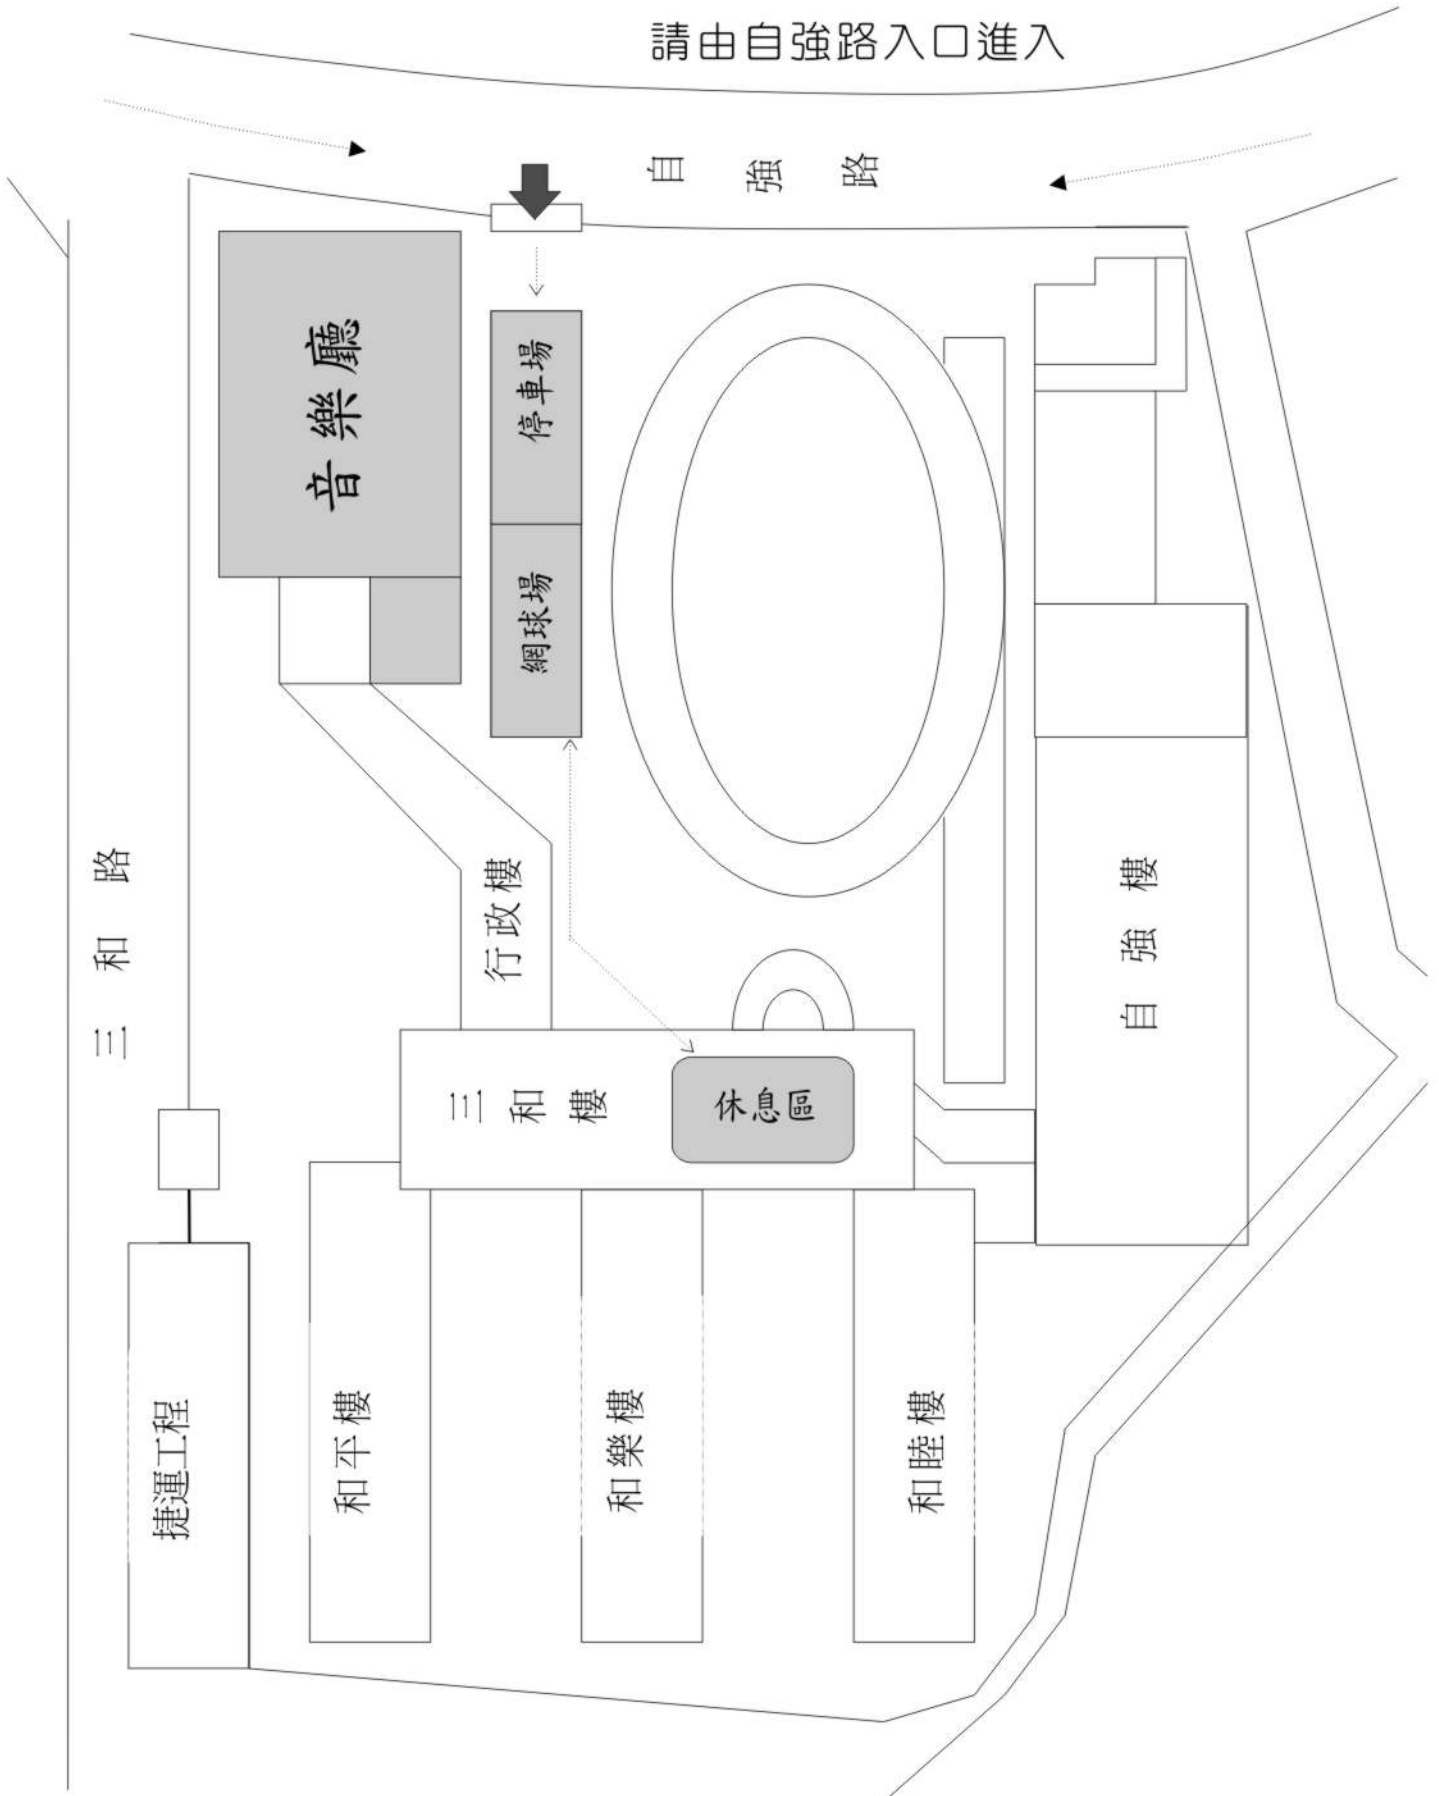 請由自強路入口進入
自強路
音樂廳
停車場
網球場
三和路
行政樓
自強樓
三和樓
休息區
捷運工程
和平樓
和樂樓
和睦樓